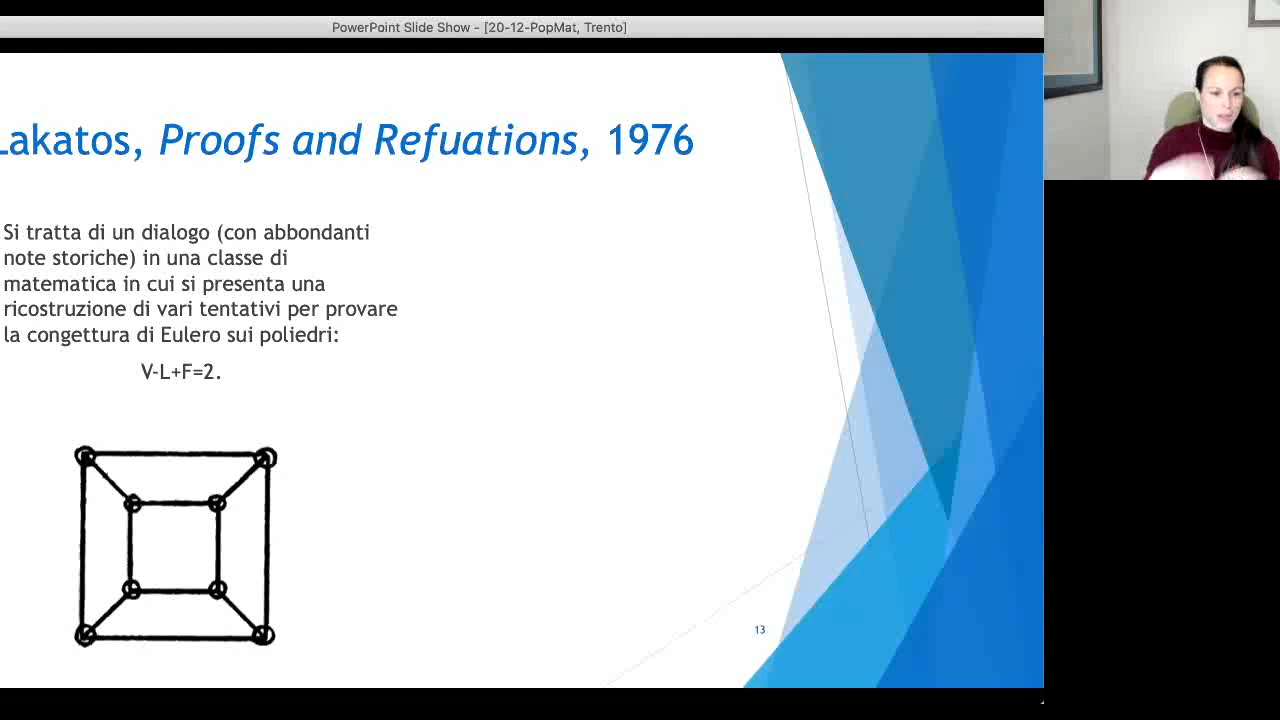 PowerPoint Slide Show - [20-12-PopMat, Trento]
Lakatos, Proofs and Refuations, 1976
Si tratta di un dialogo (con abbondanti
note storiche) in una classe di
matematica in cui si presenta una
ricostruzione di vari tentativi per provare
la congettura di Eulero sui poliedri:
V-L+F=2.
13